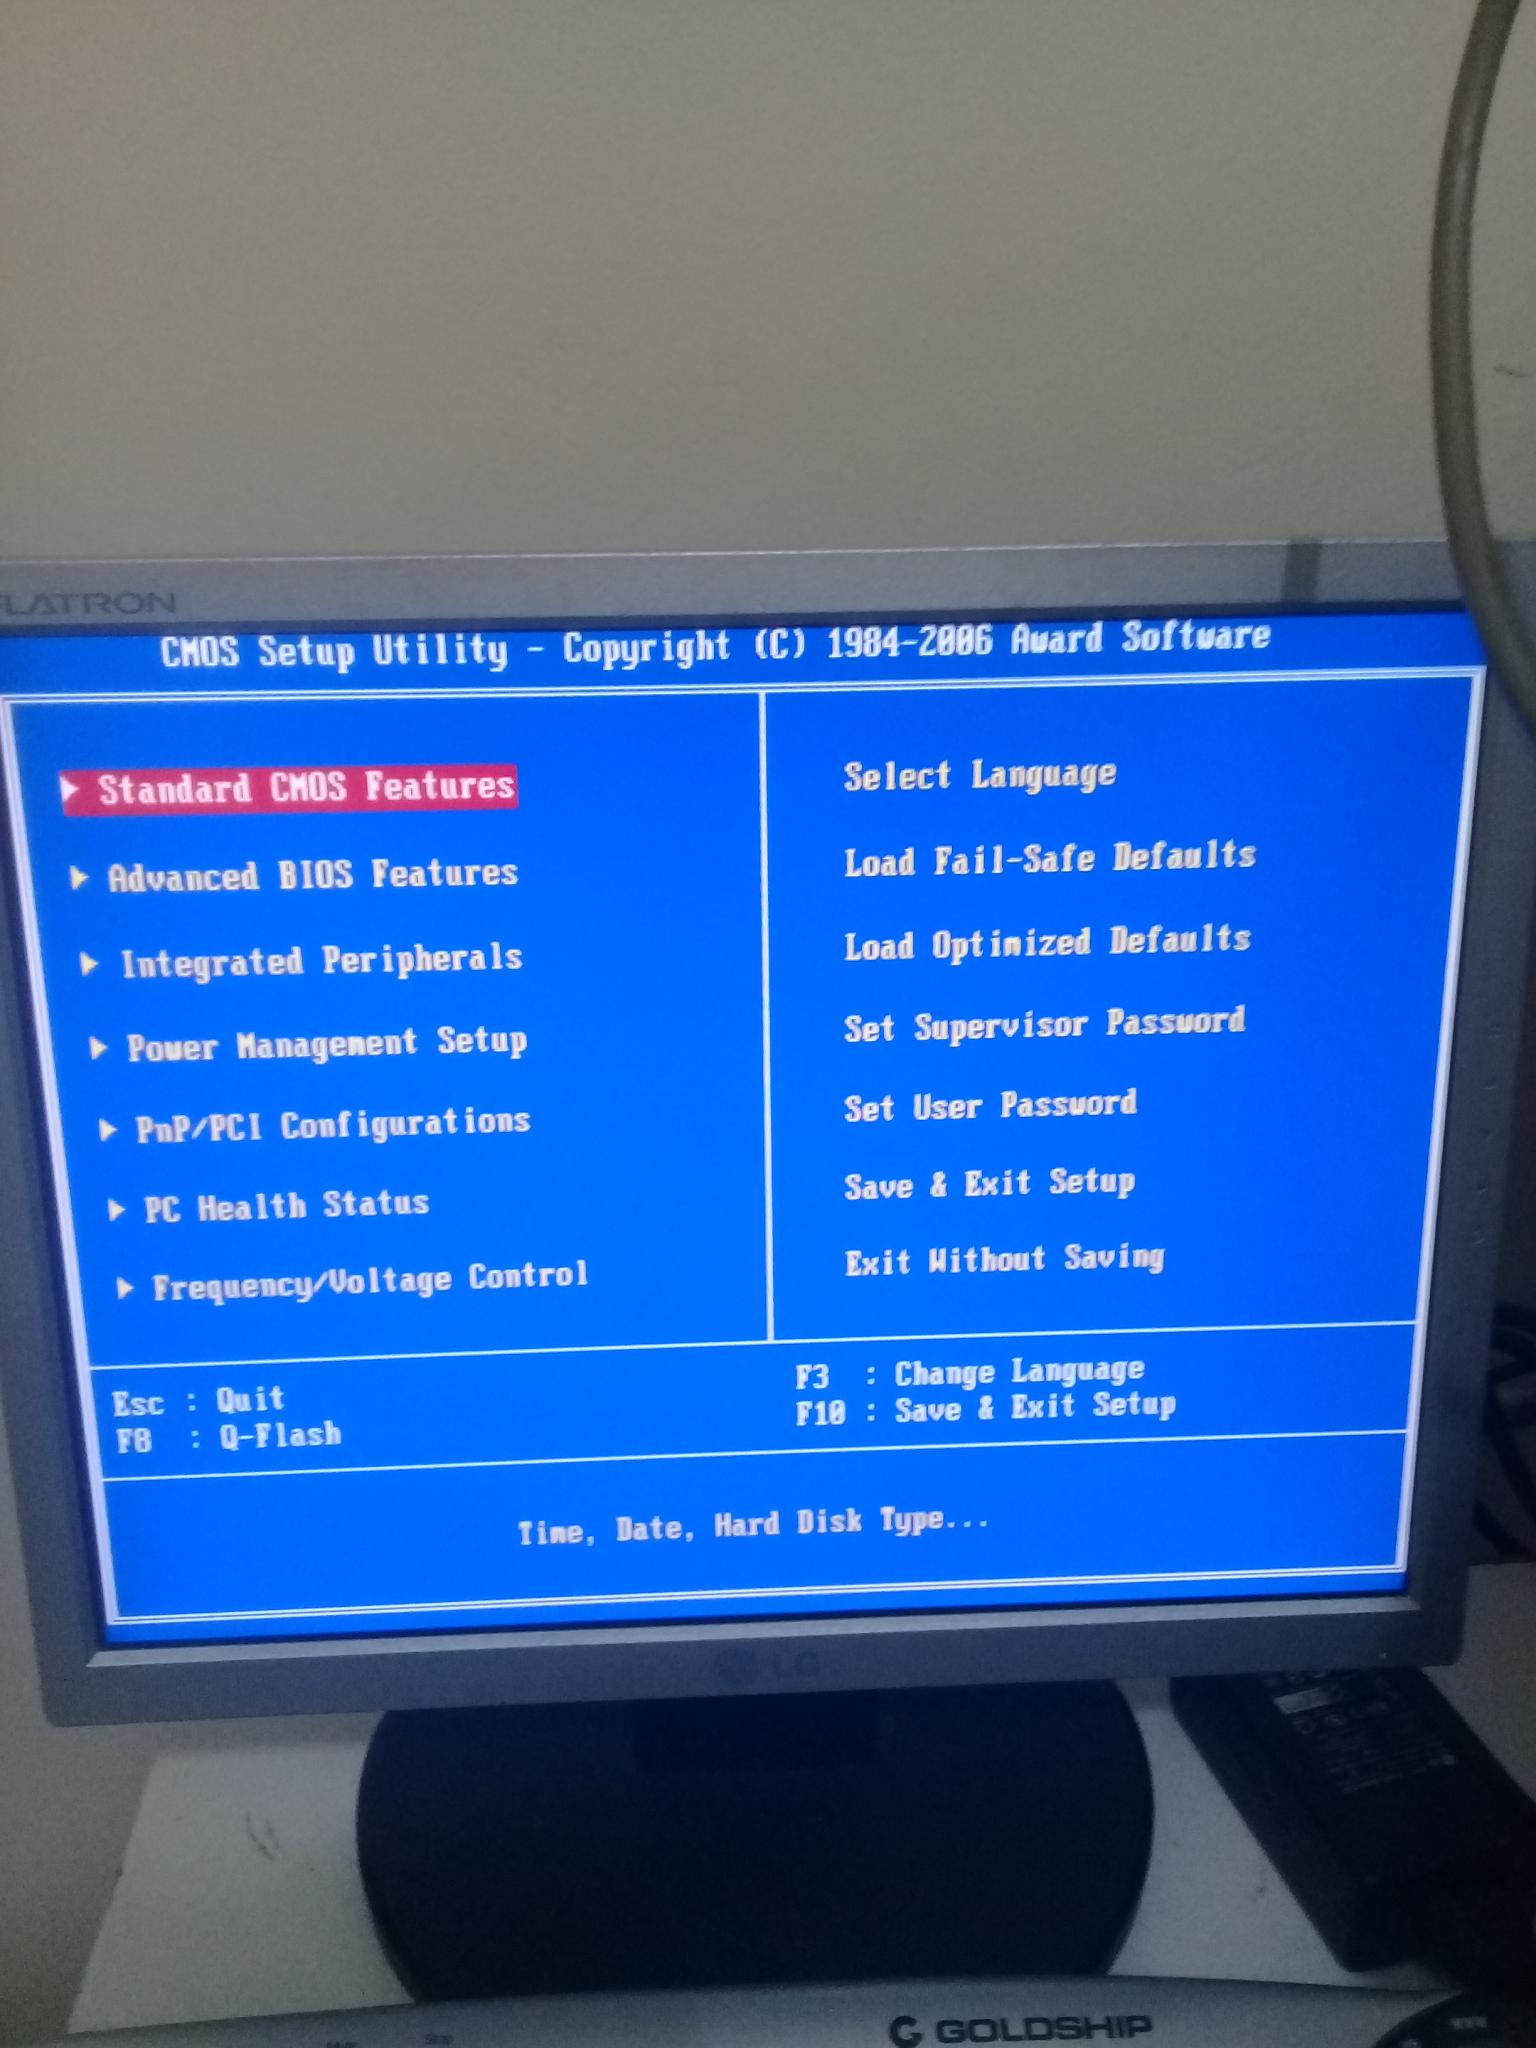 FLATRON
CMOS Setup Utility - Copyright (C) 1984-2006 Award Software
Standard CMOS Features
Advanced BIOS Features
Integrated Peripherals
Power Management Setup
PnP/PCI Configurations
PC Health Status
Frequency/Voltage Control
Select Language
Load Fail-Safe Defaults
Load Optimized Defaults
Set Supervisor Password
Set User Password
Save & Exit Setup
Exit Without Saving
Esc : Quit
F8 : Q-Flash
F3 : Change Language
F10 : Save & Exit Setup
Time, Date, Hard Disk Type...
LG
GOLDSHIP